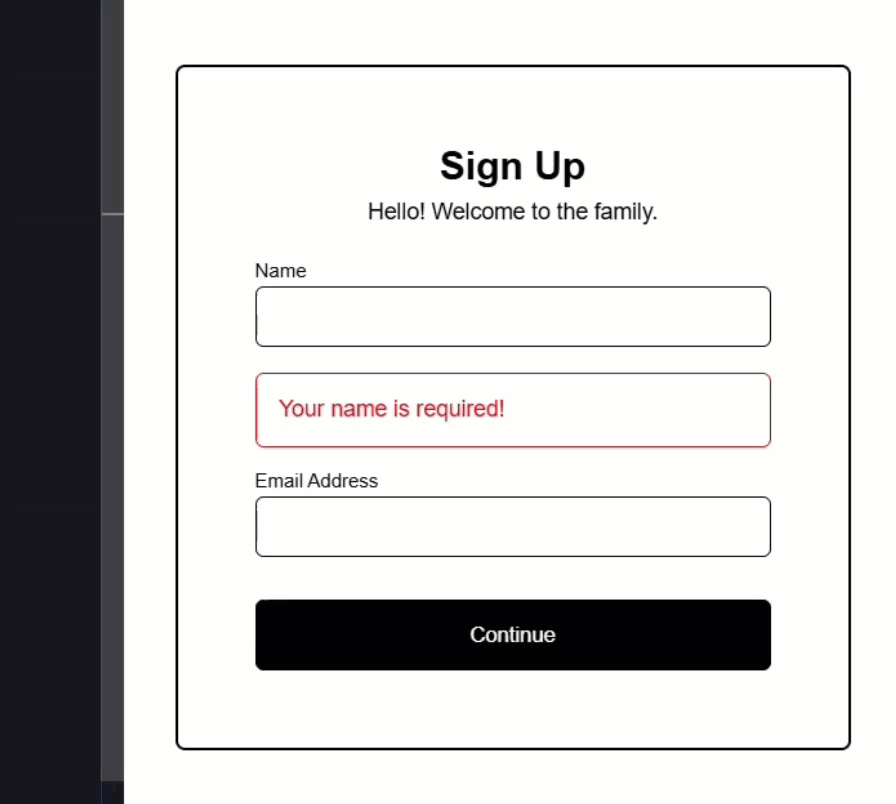 Sign Up
Hello! Welcome to the family.
Name
Your name is required!
Email Address
Continue